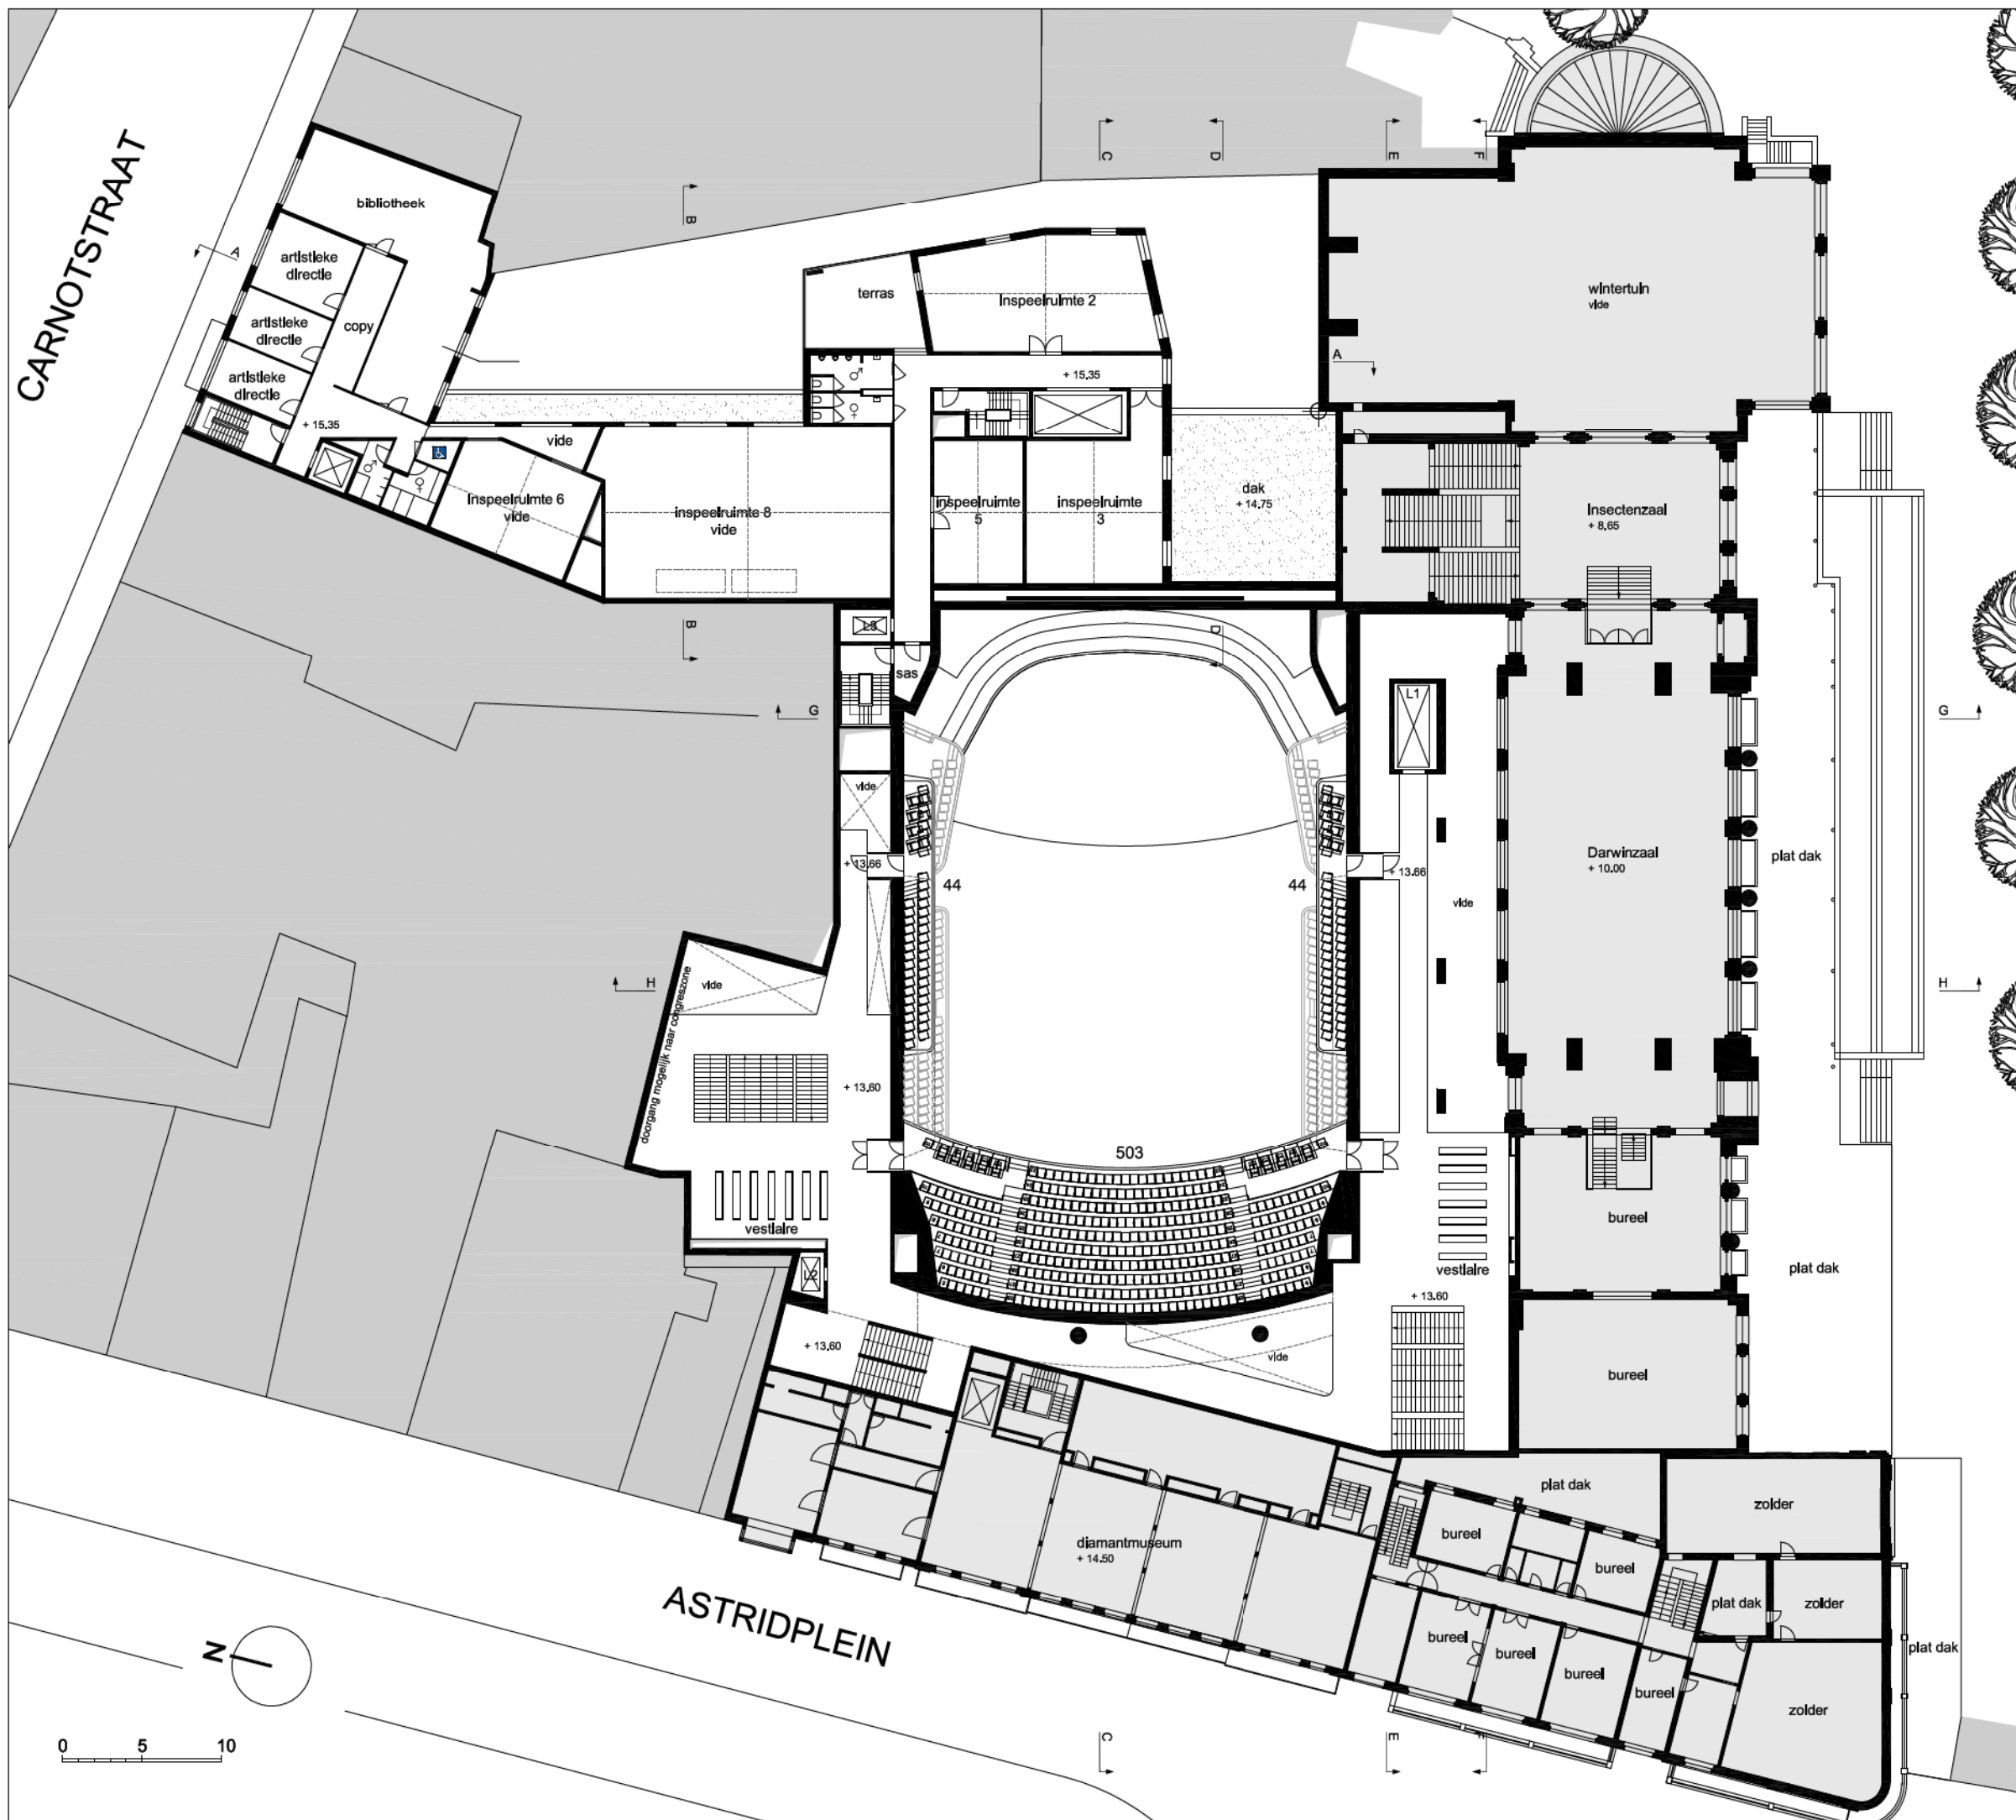 CARNOTSTRAAT
bibliotheek
artistieke
directie
artistieke
directie
artistieke
directie
copy
A
B
C
D
E
F
terras
Inspeelruimte 2
wintertuin
vide
A
+ 15.35
+ 15.35
vide
Inspeelruimte 6
vide
inspeelruimte 8
vide
inspeelruimte
5
inspeelruimte
3
dak
+ 14.75
Insectenzaal
+ 8.65
B
L3
sas
D
L1
G
G
vide
+ 13.66
44
44
+ 13.66
vide
Darwinzaal
+ 10.00
plat dak
H
vide
H
doorgang mogelijk naar congreszone
+ 13.60
503
vestiaire
vestiaire
bureel
plat dak
L2
+ 13.60
+ 13.60
vide
bureel
plat dak
zolder
diamantmuseum
+ 14.50
bureel
bureel
plat dak
zolder
plat dak
bureel
bureel
bureel
bureel
zolder
ASTRIDPLEIN
N
0 5 10
C
E
F